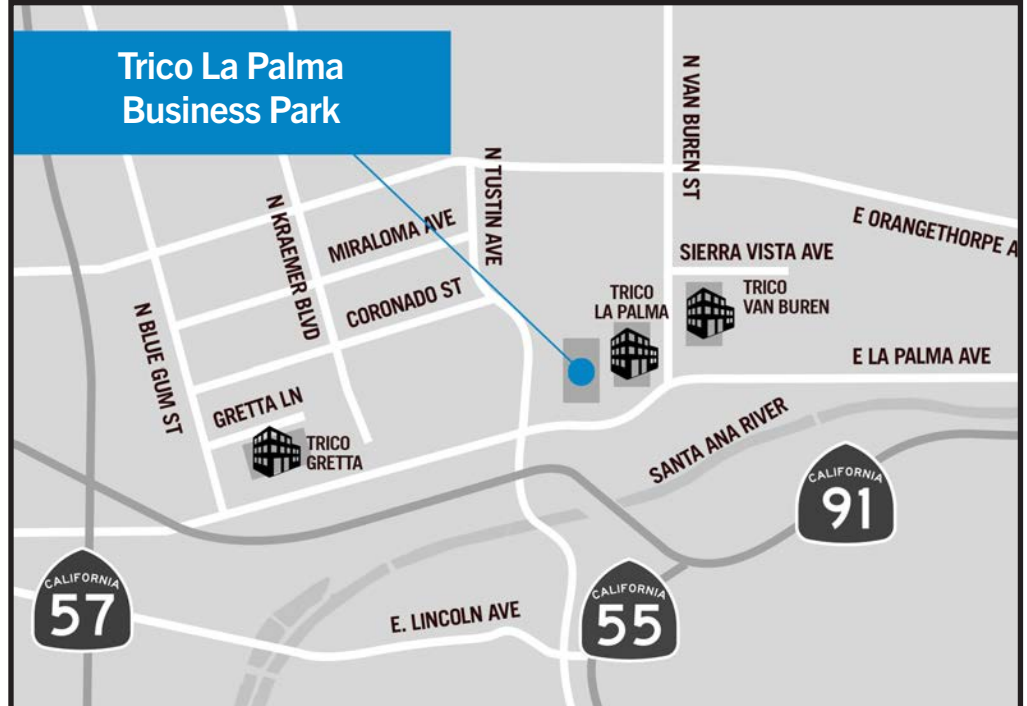 Trico La Palma
Business Park
N VAN BUREN ST
N TUSTIN AVE
N KRAEMER BLVD
MIRALOMA AVE
E ORANGETHORPE A
SIERRA VISTA AVE
TRICO
VAN BUREN
TRICO
LA PALMA
CORONADO ST
N BLUE GUM ST
E LA PALMA AVE
GRETTA LN
TRICO
GRETTA
SANTA ANA RIVER
CALIFORNIA
91
CALIFORNIA
57
CALIFORNIA
55
E. LINCOLN AVE